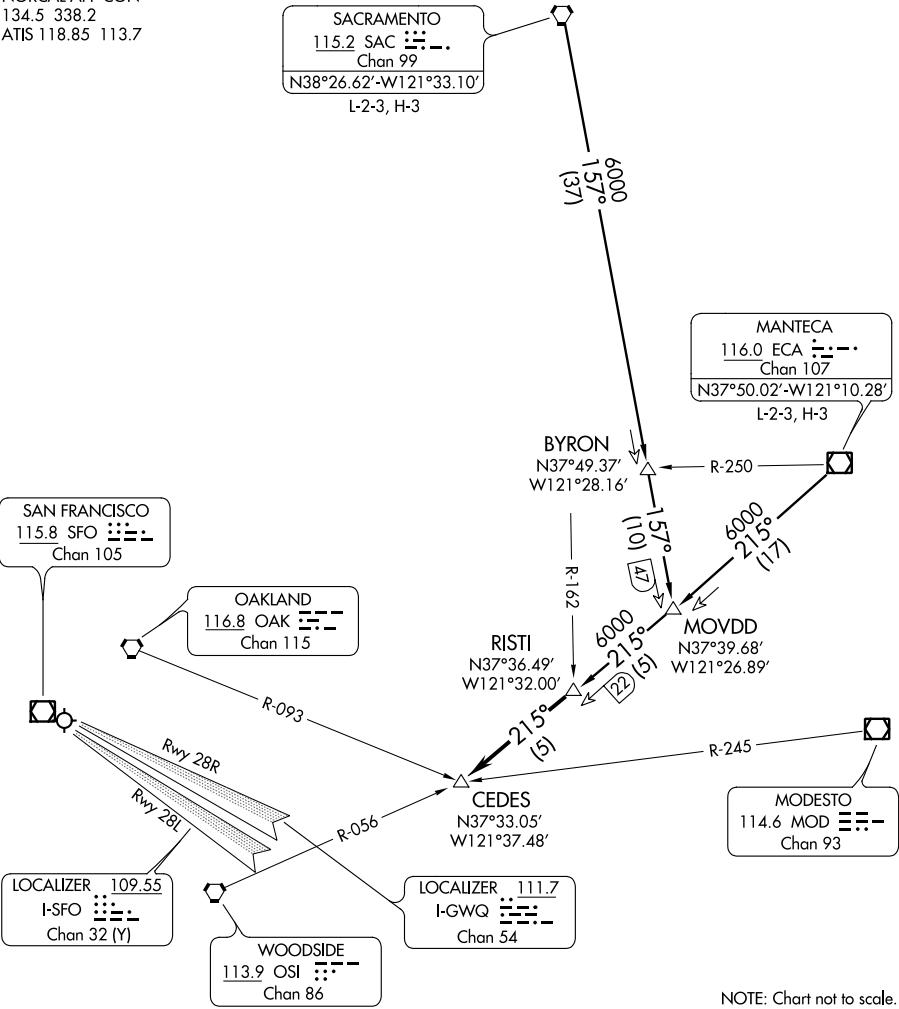 134.5 338.2
ATIS 118.85 113.7
SACRAMENTO
115.2 SAC
Chan 99
N38°26.62'-W121°33.10'
L-2-3, H-3
6000
157°
(37)
MANTECA
116.0 ECA
Chan 107
N37°50.02'-W121°10.28'
L-2-3, H-3
BYRON
N37°49.37'
W121°28.16'
R-250
157°
(10)
47
6000
215°
(17)
R-162
SAN FRANCISCO
115.8 SFO
Chan 105
OAKLAND
116.8 OAK
Chan 115
RISTI
N37°36.49'
W121°32.00'
6000
215°
(5)
22
MOVDD
N37°39.68'
W121°26.89'
R-093
215°
(5)
R-245
Rwy 28R
Rwy 28L
R-056
CEDES
N37°33.05'
W121°37.48'
MODESTO
114.6 MOD
Chan 93
LOCALIZER 109.55
I-SFO
Chan 32 (Y)
LOCALIZER 111.7
I-GWQ
Chan 54
WOODSIDE
113.9 OSI
Chan 86
NOTE: Chart not to scale.